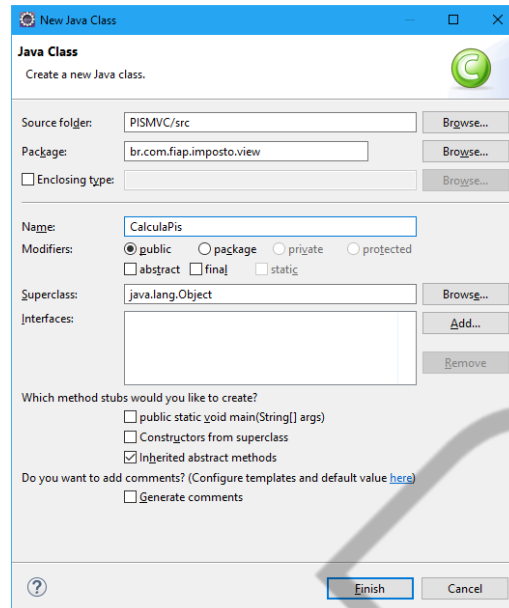 New Java Class
Java Class
Create a new Java class.
C
Source folder: PISMVC/src Browse...
Package: br.com.fiap.imposto.view Browse...
Enclosing type: Browse...
Name: CalculaPis
Modifiers: public package private protected
abstract final static
Superclass: java.lang.Object Browse...
Interfaces: Add...
Remove
Which method stubs would you like to create?
public static void main(String[] args)
Constructors from superclass
Inherited abstract methods
Do you want to add comments? (Configure templates and default value here)
Generate comments
? Finish Cancel